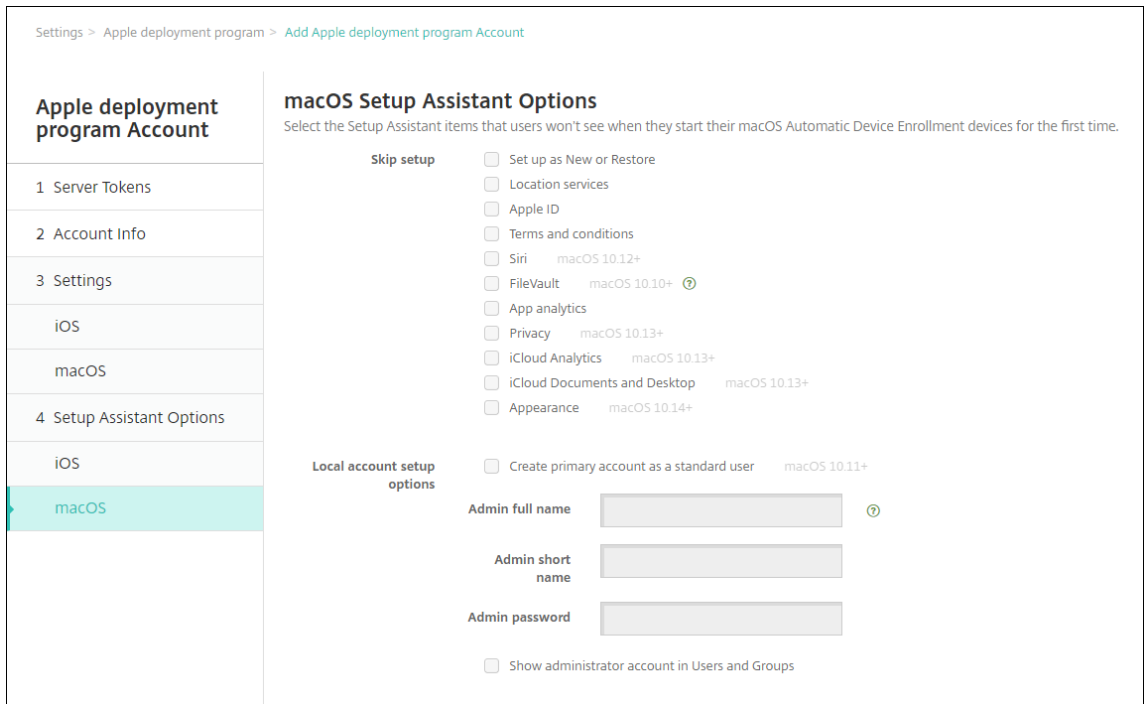 Settings > Apple deployment program > Add Apple deployment program Account
Apple deployment
program Account
1 Server Tokens
2 Account Info
3 Settings
iOS
macOS
4 Setup Assistant Options
iOS
macOS
macOS Setup Assistant Options
Select the Setup Assistant items that users won't see when they start their macOS Automatic Device Enrollment devices for the first time.
Skip setup
Set up as New or Restore
Location services
Apple ID
Terms and conditions
Siri macOS 10.12+
FileVault macOS 10.10+ ?
App analytics
Privacy macOS 10.13+
iCloud Analytics macOS 10.13+
iCloud Documents and Desktop macOS 10.13+
Appearance macOS 10.14+
Local account setup
options
Create primary account as a standard user macOS 10.11+
Admin full name ?
Admin short
name
Admin password
Show administrator account in Users and Groups